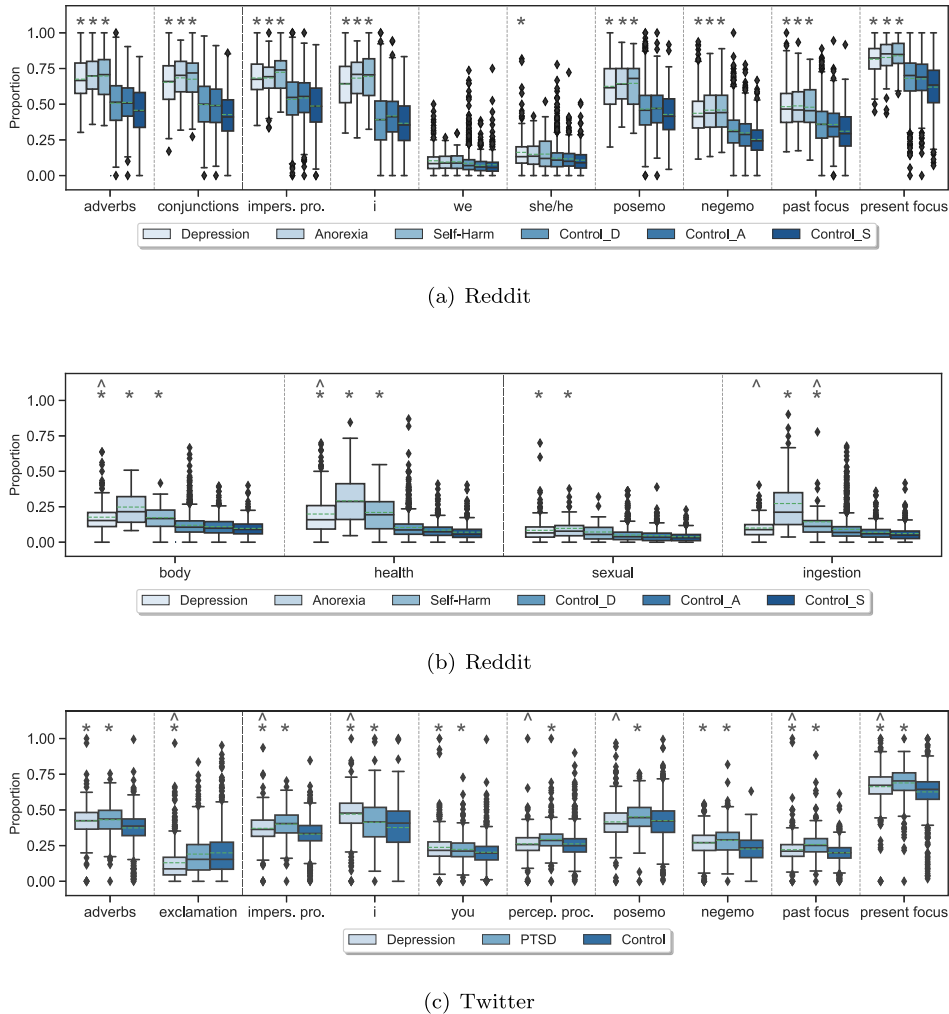 * * * * * * * * * * * * * * * * * * * * * * * * *
1.00
0.75
0.50
0.25
0.00
Proportion
adverbs conjunctions impers. pro. i we she/he posemo negemo past focus present focus
Depression Anorexia Self-Harm Control_D Control_A Control_S
(a) Reddit
^ ^ ^ ^
* * * * * * * * * *
1.00
0.75
0.50
0.25
0.00
Proportion
body health sexual ingestion
Depression Anorexia Self-Harm Control_D Control_A Control_S
(b) Reddit
^ ^ ^ ^ ^ ^ ^
* * * * * * * * * * * * * * * * *
1.00
0.75
0.50
0.25
0.00
Proportion
adverbs exclamation impers. pro. i you percep. proc. posemo negemo past focus present focus
Depression PTSD Control
(c) Twitter